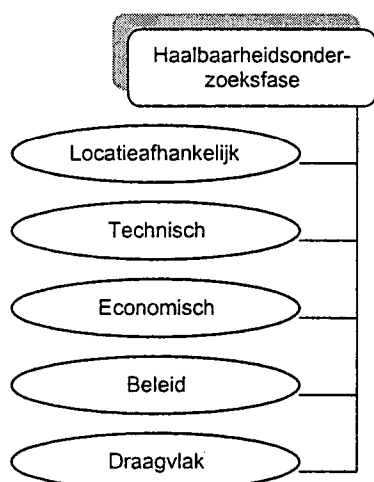 Haalbaarheidsonder-
zoeksfase
Locatieafhankelijk
Technisch
Economisch
Beleid
Draagvlak